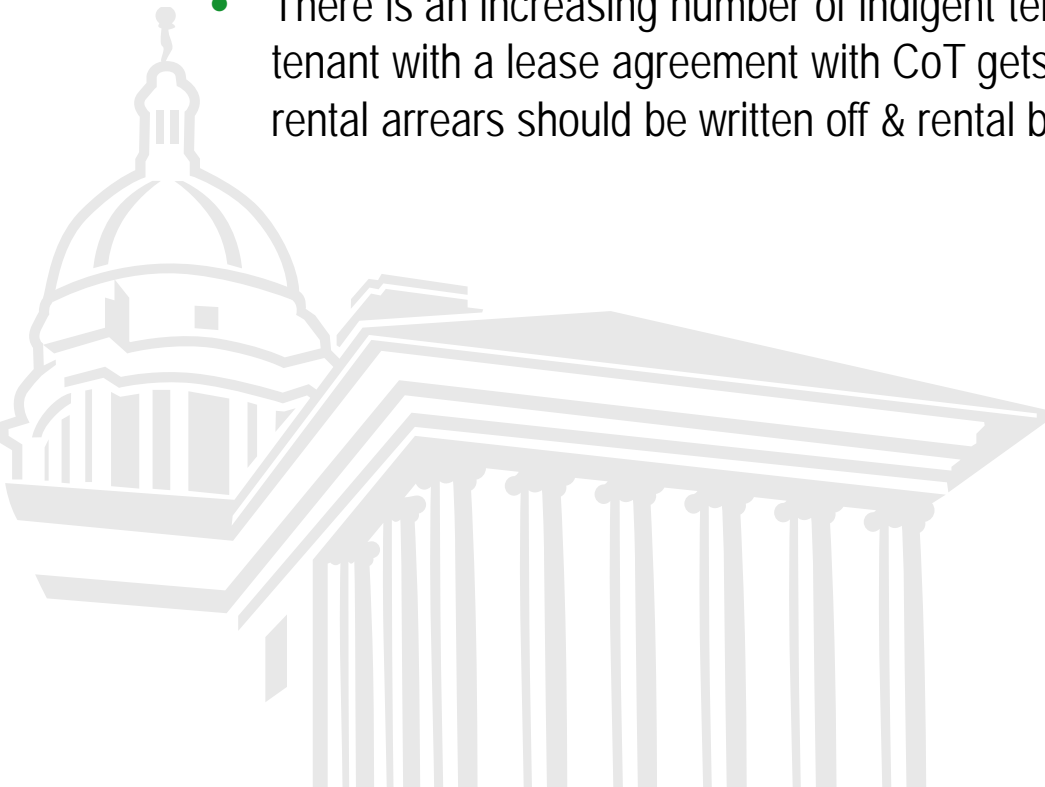 • There is an increasing number of indigent
tenant with a lease agreement with CoT gets
rental arrears should be written off & rental